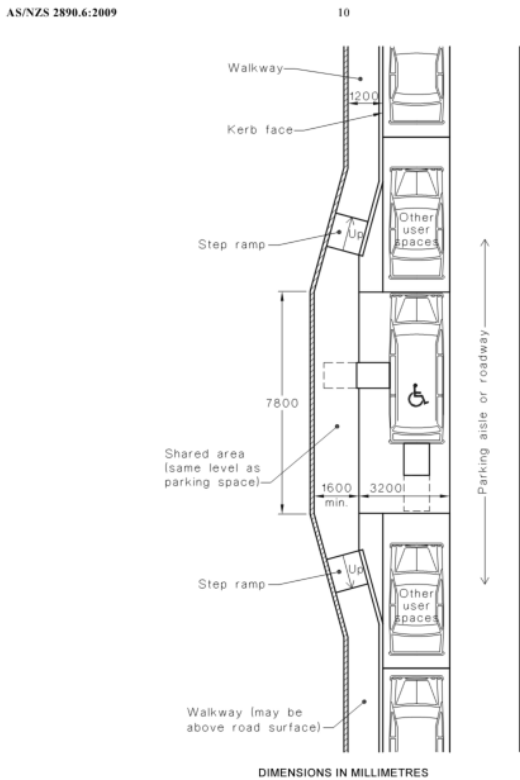 AS/NZS 2890.6:2009
10
Walkway
1200
Kerb face
Other
user
spaces
Up
Step ramp
7800
Shared area
(same level as
parking space)
1600
min.
3200
Parking aisle or roadway
Up
Step ramp
Other
user
spaces
Walkway (may be
above road surface)
DIMENSIONS IN MILLIMETRES